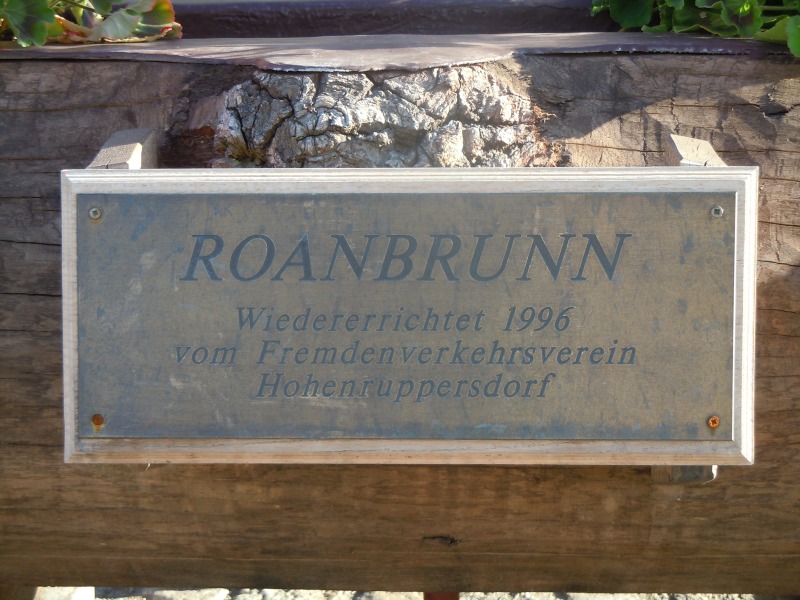 ROANBRUNN
Wiedererrichtet 1996
vom Fremdenverkehrsverein
Hohenruppersdorf